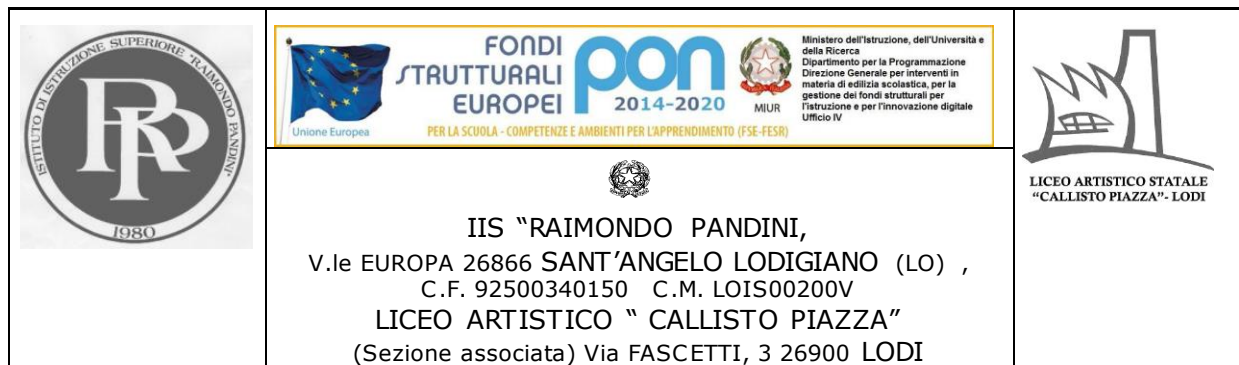 ISTITUTO DI ISTRUZIONE SUPERIORE "RAIMONDO PANDINI"
1980
Unione Europea
FONDI
STRUTTURALI
EUROPEI
pon
2014-2020
MIUR
Ministero dell'Istruzione, dell'Università e
della Ricerca
Dipartimento per la Programmazione
Direzione Generale per interventi in
materia di edilizia scolastica, per la
gestione dei fondi strutturali per
l'istruzione e per l'innovazione digitale
Ufficio IV
PER LA SCUOLA - COMPETENZE E AMBIENTI PER L'APPRENDIMENTO (FSE-FESR)
IIS "RAIMONDO PANDINI,
V.le EUROPA 26866 SANT'ANGELO LODIGIANO (LO) ,
C.F. 92500340150 C.M. LOIS00200V
LICEO ARTISTICO " CALLISTO PIAZZA"
(Sezione associata) Via FASCETTI, 3 26900 LODI
LICEO ARTISTICO STATALE
"CALLISTO PIAZZA"- LODI